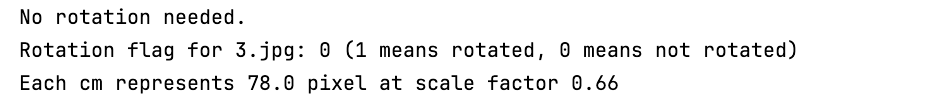 No rotation needed.
Rotation flag for 3.jpg: 0 (1 means rotated, 0 means not rotated)
Each cm represents 78.0 pixel at scale factor 0.66